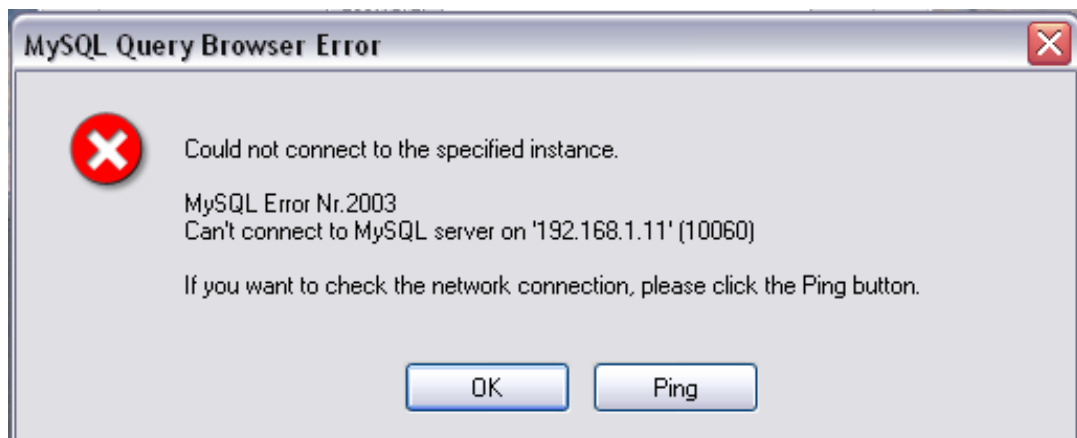 MySQL Query Browser Error
Could not connect to the specified instance.
MySQL Error Nr.2003
Can't connect to MySQL server on '192.168.1.11' (10060)
If you want to check the network connection, please click the Ping button.
OK
Ping